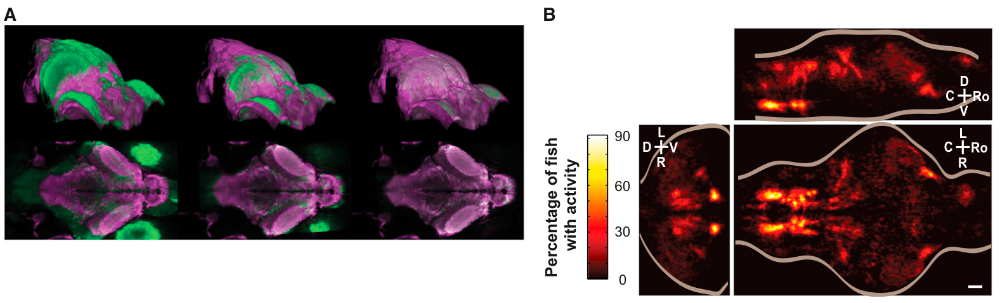 A
B
D
C
Ro
V
L
D
V
R
L
C
Ro
R
Percentage of fish
with activity
90
60
30
0